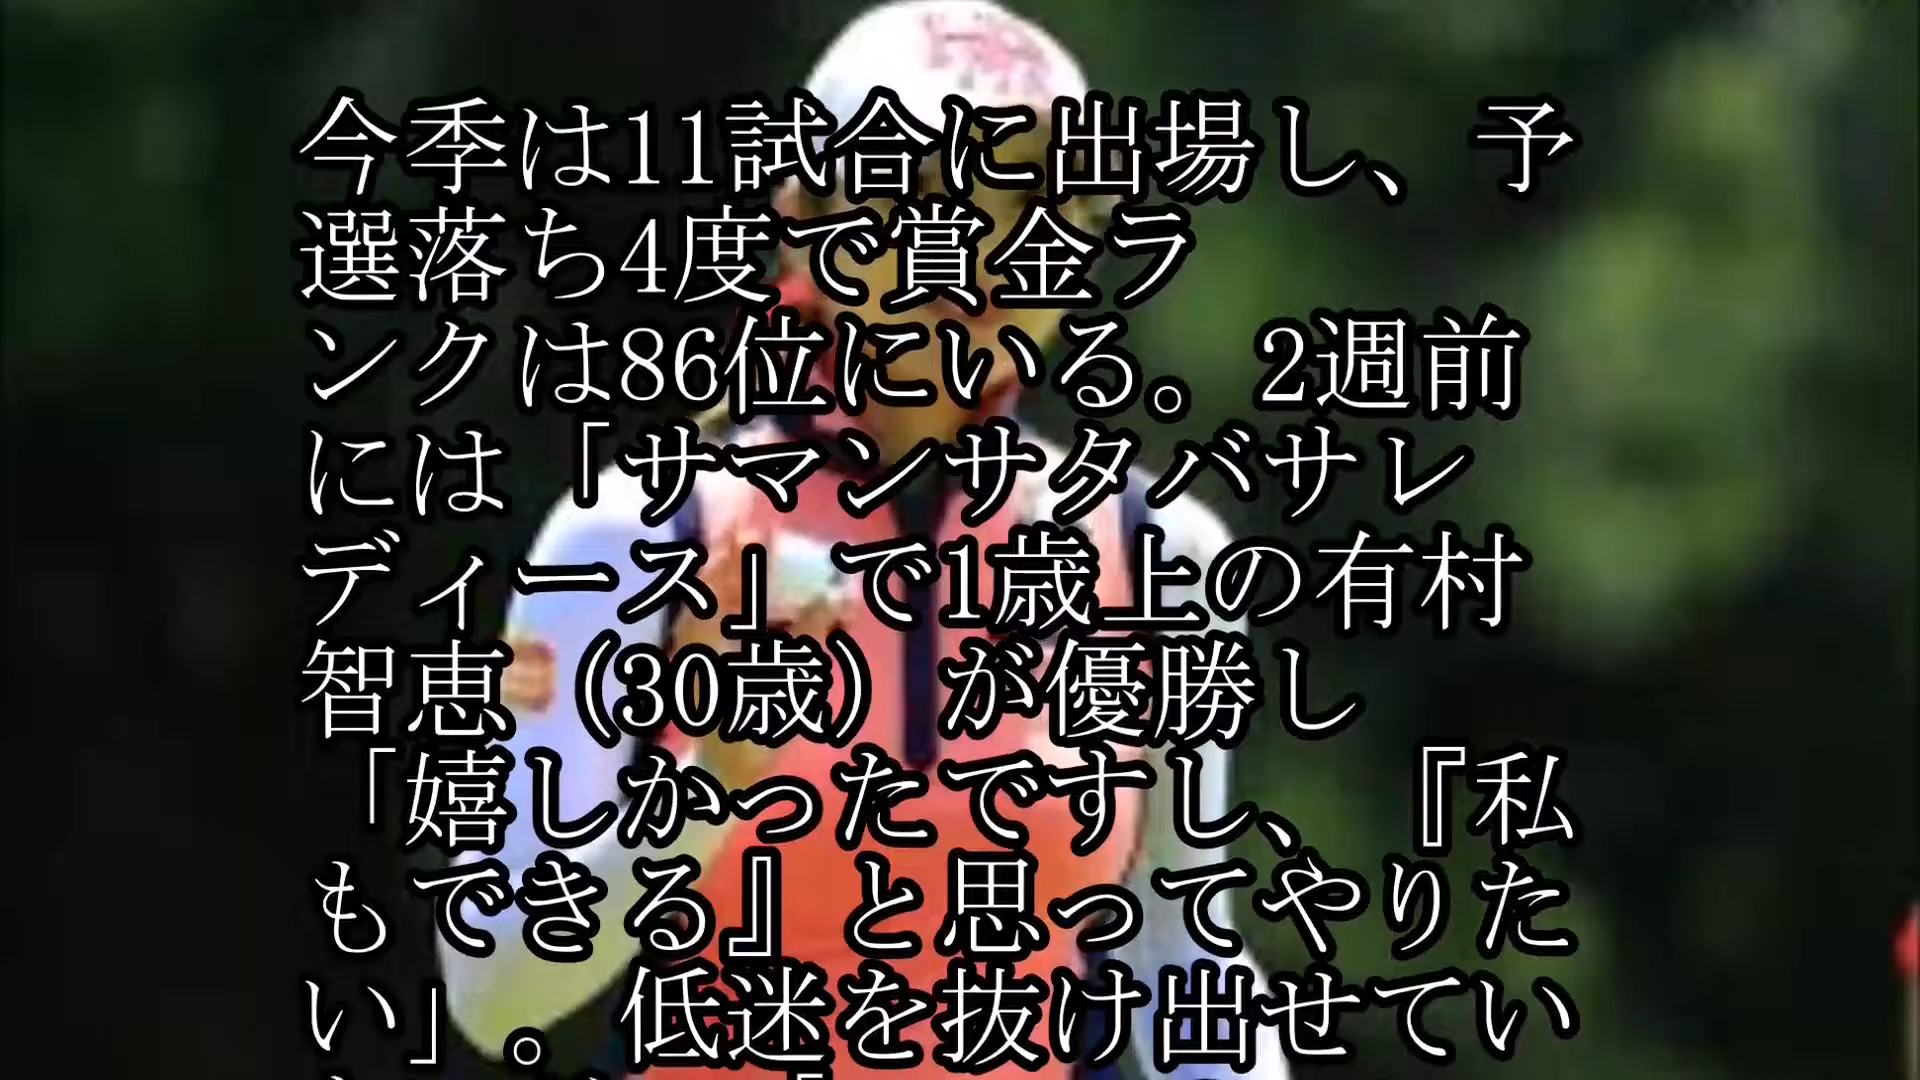 今季は11試合に出場し、予
選落ち4度で賞金ラ
ンクは86位にいる。2週前
には「サマンサタバサレ
ディース」で1歳上の有村
智恵（30歳）が優勝し
「嬉しかったですし、『私
もできる』と思ってやりた
い」。低迷を抜け出せてい